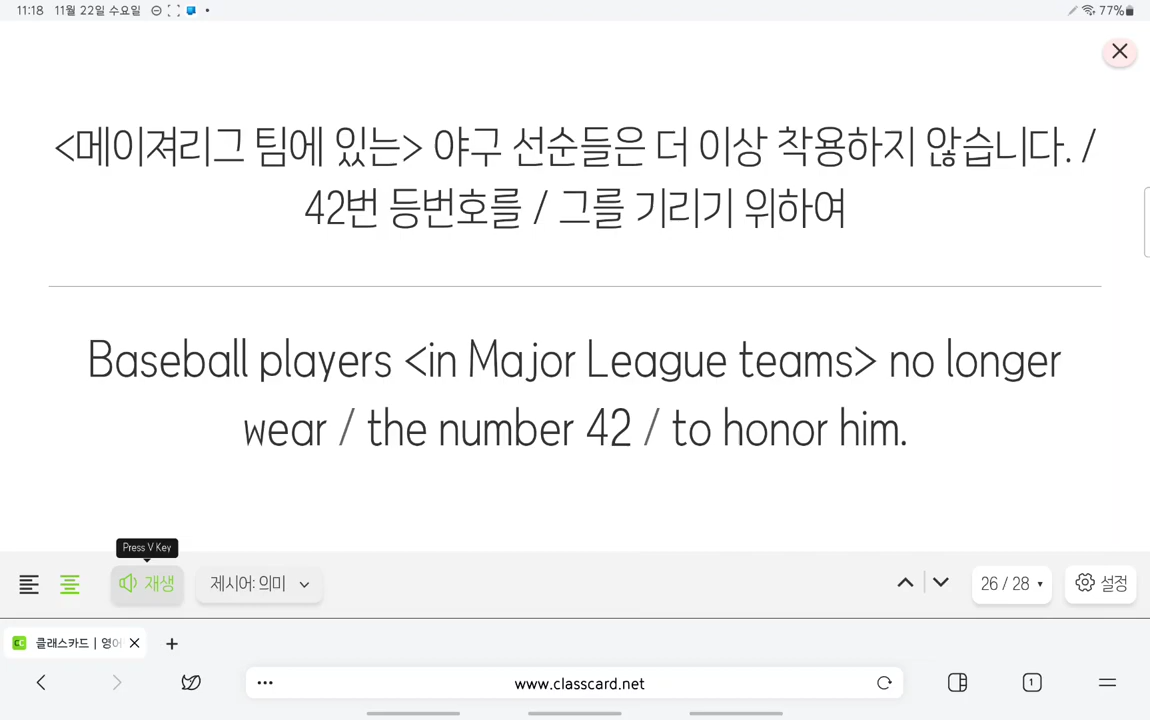 11:18 11월 22일 수요일 77%
<메이져리그 팀에 있는> 야구 선순들은 더 이상 착용하지 않습니다. /
42번 등번호를 / 그를 기리기 위하여
Baseball players <in Major League teams> no longer
wear / the number 42 / to honor him.
Press V Key
재생 제시어: 의미 26 / 28 설정
클래스카드 | 영어
www.classcard.net
1